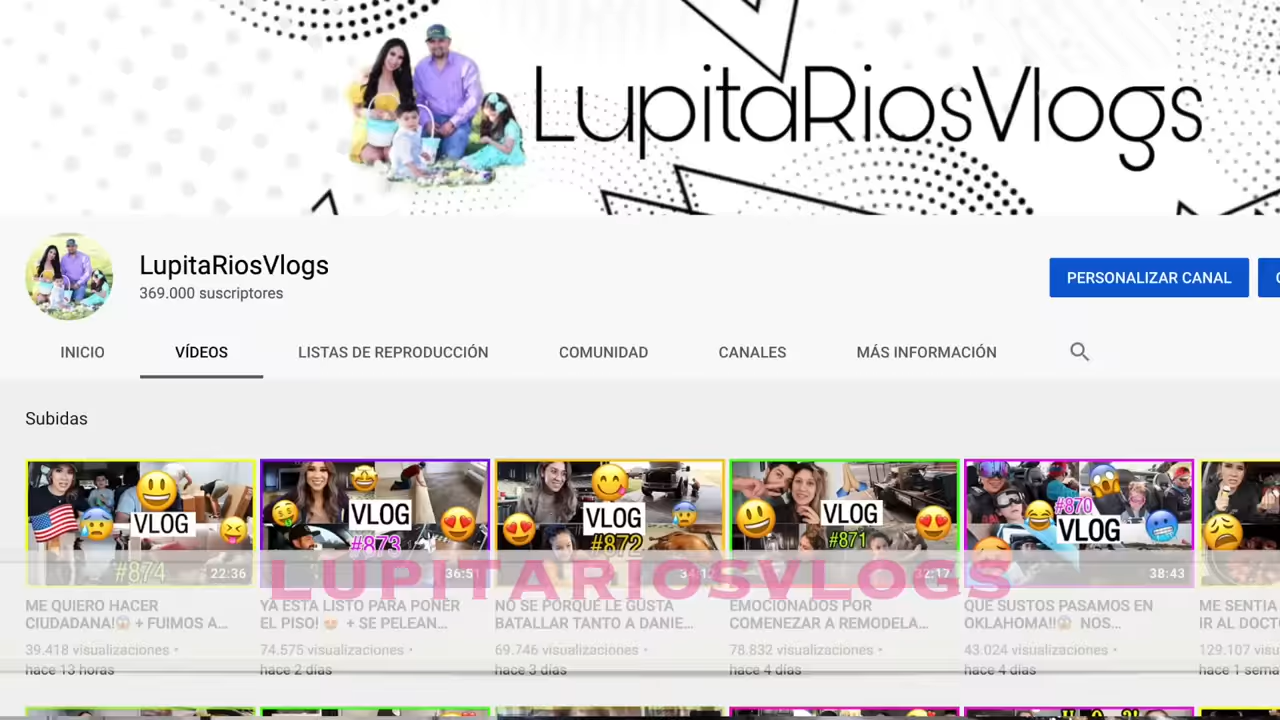 LupitaRiosVlogs
LupitaRiosVlogs
369.000 suscriptores
PERSONALIZAR CANAL
INICIO
VÍDEOS
LISTAS DE REPRODUCCIÓN
COMUNIDAD
CANALES
MÁS INFORMACIÓN
Subidas
VLOG
#874
22:36
VLOG
#873
36:51
VLOG
#872
VLOG
#871
32:17
#870
VLOG
38:43
LUPITARIOSVLOGS
ME QUIERO HACER
CIUDADANA!😱 + FUIMOS A...
39.418 visualizaciones •
hace 13 horas
YA ESTA LISTO PARA PONER
EL PISO! 😍 + SE PELEAN...
74.575 visualizaciones •
hace 2 días
NO SE PORQUE LE GUSTA
BATALLAR TANTO A DANIE...
69.746 visualizaciones •
hace 3 días
EMOCIONADOS POR
COMENZAR A REMODELA...
78.832 visualizaciones •
hace 4 días
QUE SUSTOS PASAMOS EN
OKLAHOMA!!😱 NOS...
43.024 visualizaciones •
hace 4 días
ME SENTIA
IR AL DOCT
129.107 visu
hace 1 sema